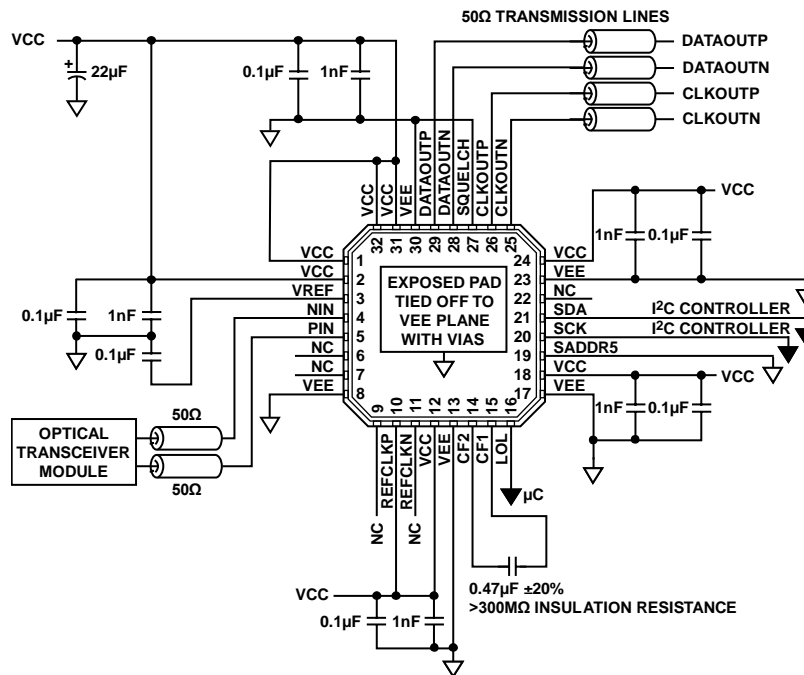 50Ω TRANSMISSION LINES
VCC
22µF
+
0.1µF
1nF
DATAOUTP
DATAOUTN
CLKOUTP
CLKOUTN
VCC
VCC
VEE
DATAOUTP
DATAOUTN
SQUELCH
CLKOUTP
CLKOUTN
32
31
30
29
28
27
26
25
VCC
1
VCC
2
VREF
3
NIN
4
PIN
5
NC
6
NC
7
VEE
8
0.1µF
1nF
0.1µF
EXPOSED PAD
TIED OFF TO
VEE PLANE
WITH VIAS
24
VCC
23
VEE
22
NC
21
SDA
20
SCK
19
SADDR5
18
VCC
17
VEE
VCC
1nF
0.1µF
I2C CONTROLLER
I2C CONTROLLER
VCC
1nF
0.1µF
OPTICAL
TRANSCEIVER
MODULE
50Ω
50Ω
9
10
11
12
13
14
15
16
NC
REFCLKP
REFCLKN
NC
VCC
VEE
CF2
CF1
LOL
µC
VCC
0.1µF
1nF
0.47µF ±20%
>300MΩ INSULATION RESISTANCE